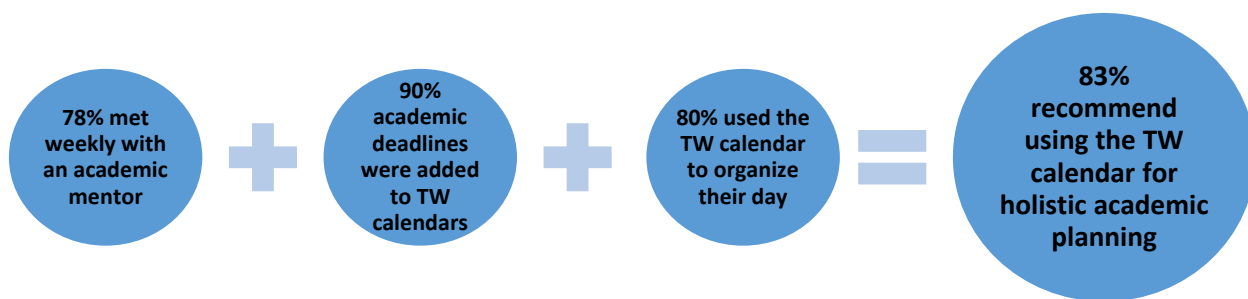 78% met
weekly with
an academic
mentor
90%
academic
deadlines
were added
to TW
calendars
80% used the
TW calendar
to organize
their day
83%
recommend
using the TW
calendar for
holistic academic
planning